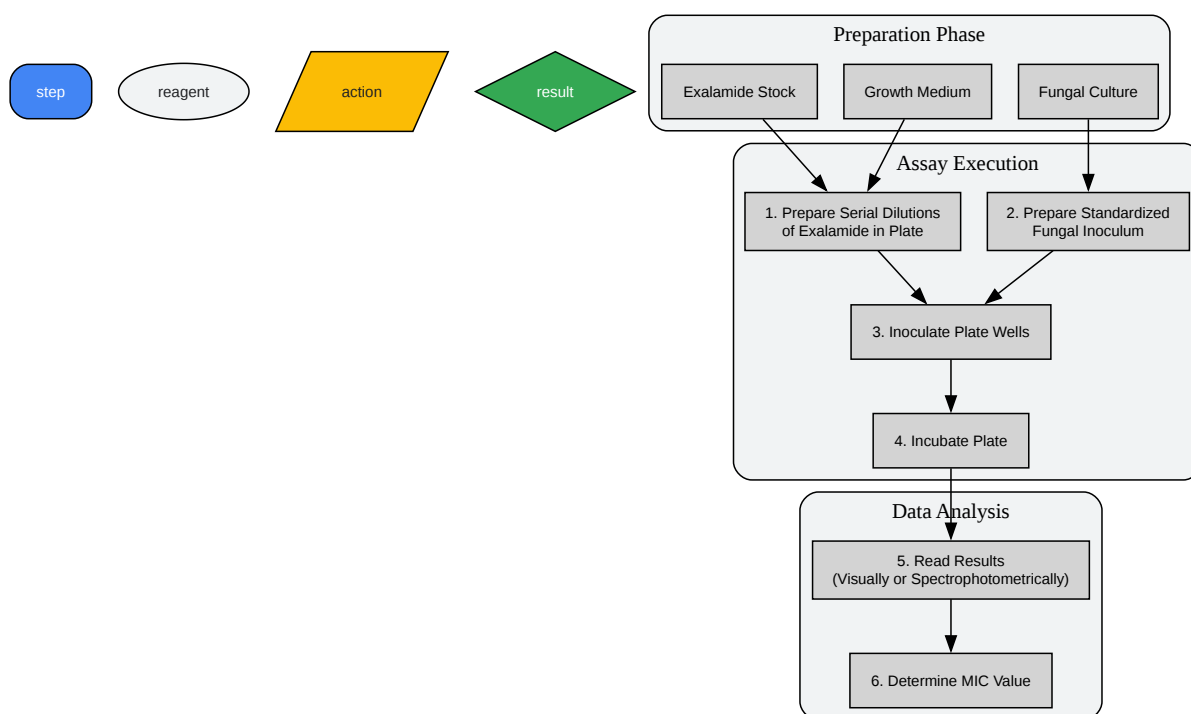 step
reagent
action
result
Preparation Phase
Exalamide Stock
Growth Medium
Fungal Culture
Assay Execution
1. Prepare Serial Dilutions
of Exalamide in Plate
2. Prepare Standardized
Fungal Inoculum
3. Inoculate Plate Wells
4. Incubate Plate
Data Analysis
5. Read Results
(Visually or Spectrophotometrically)
6. Determine MIC Value